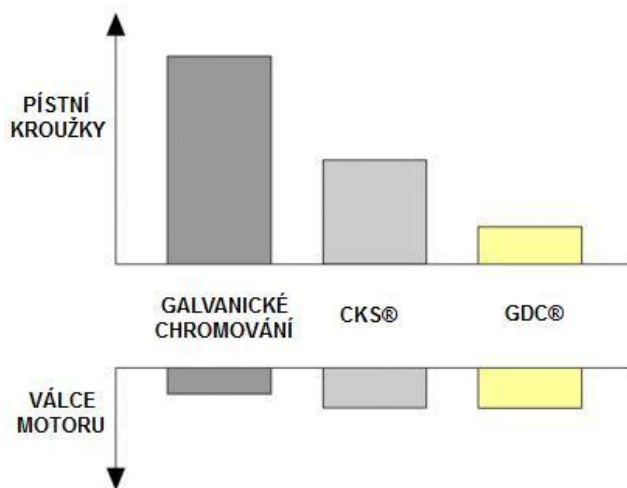 PÍSTNÍ
KROUŽKY
GALVANICKÉ
CHROMOVÁNÍ
CKS®
GDC®
VÁLCE
MOTORU